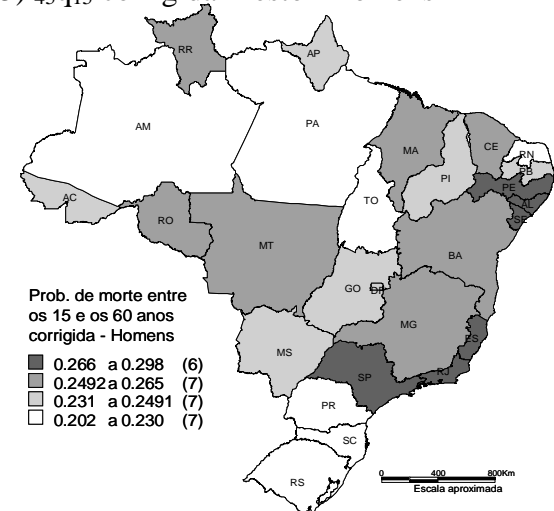 RR
AP
AM
PA
MA
CE
RN
PB
PI
PE
AL
SE
AC
TO
RO
MT
BA
GO
DF
MG
ES
MS
SP
RJ
PR
SC
RS
Prob. de morte entre
os 15 e os 60 anos
corrigida - Homens
0.266 a 0.298 (6)
0.2492 a 0.265 (7)
0.231 a 0.2491 (7)
0.202 a 0.230 (7)
0 400 800Km
Escala aproximada